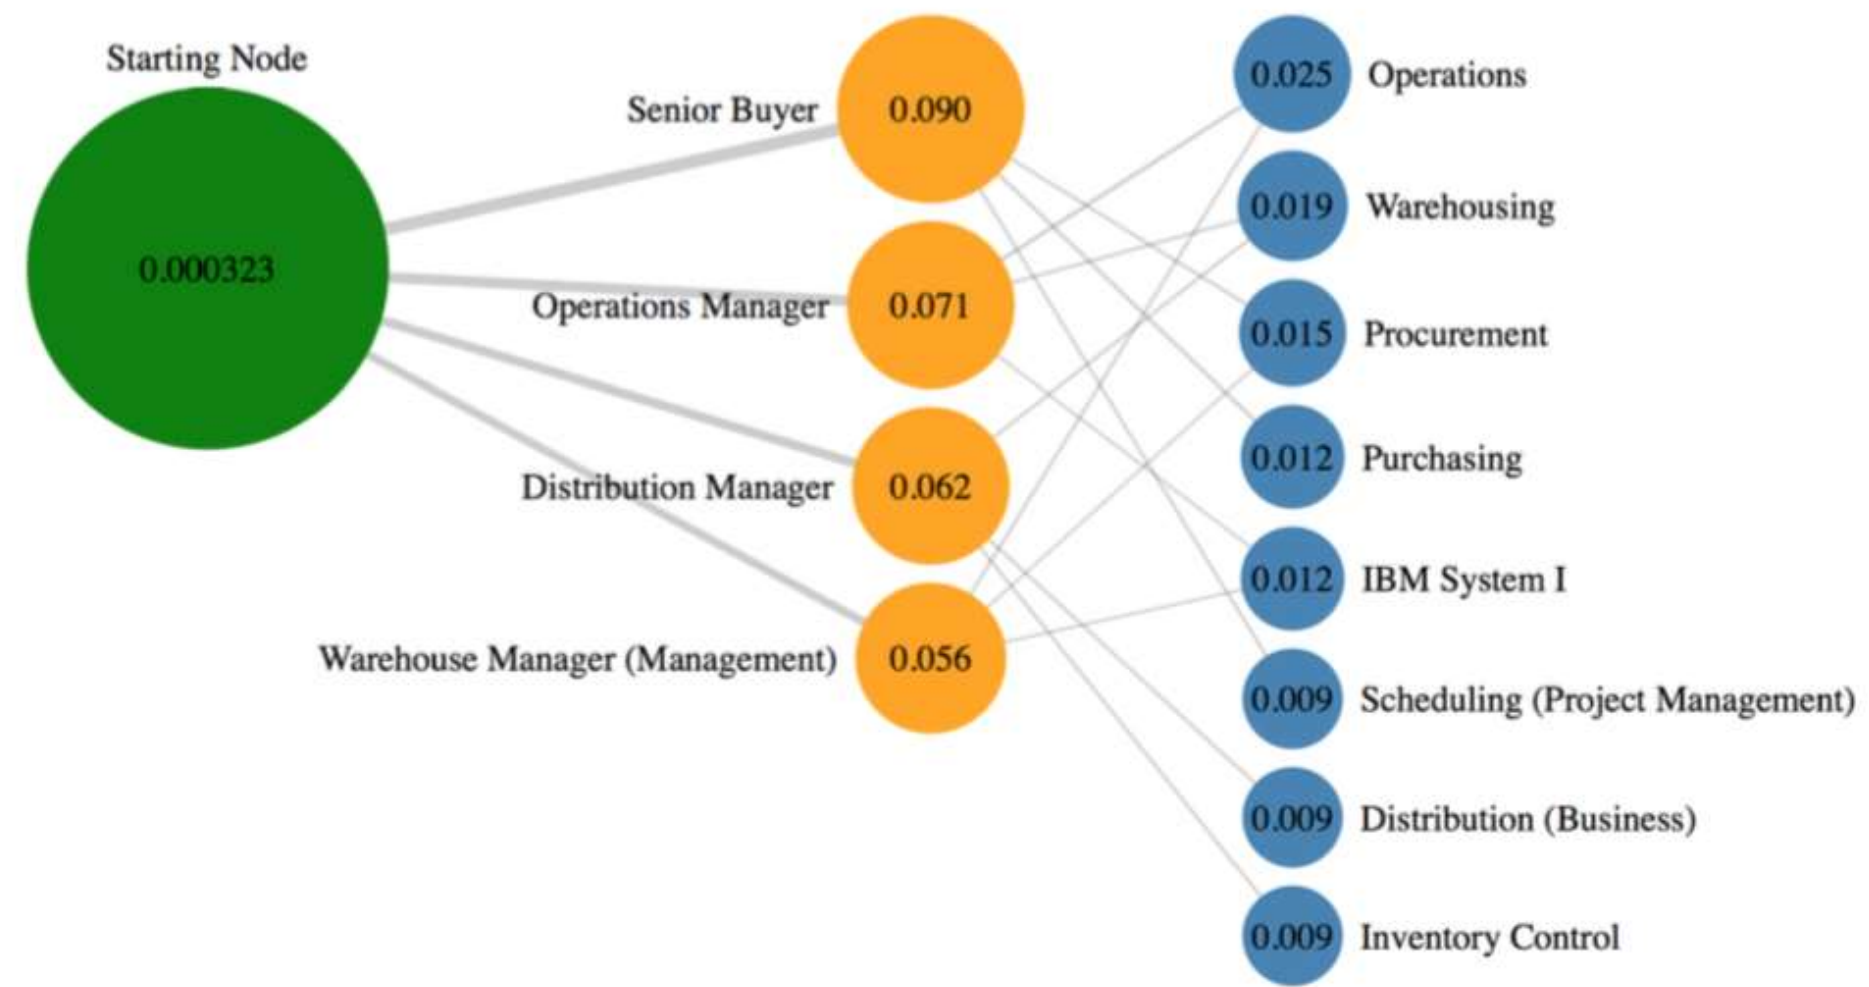 Starting Node
0.000323
Senior Buyer
0.090
Operations Manager
0.071
Distribution Manager
0.062
Warehouse Manager (Management)
0.056
0.025
Operations
0.019
Warehousing
0.015
Procurement
0.012
Purchasing
0.012
IBM System I
0.009
Scheduling (Project Management)
0.009
Distribution (Business)
0.009
Inventory Control